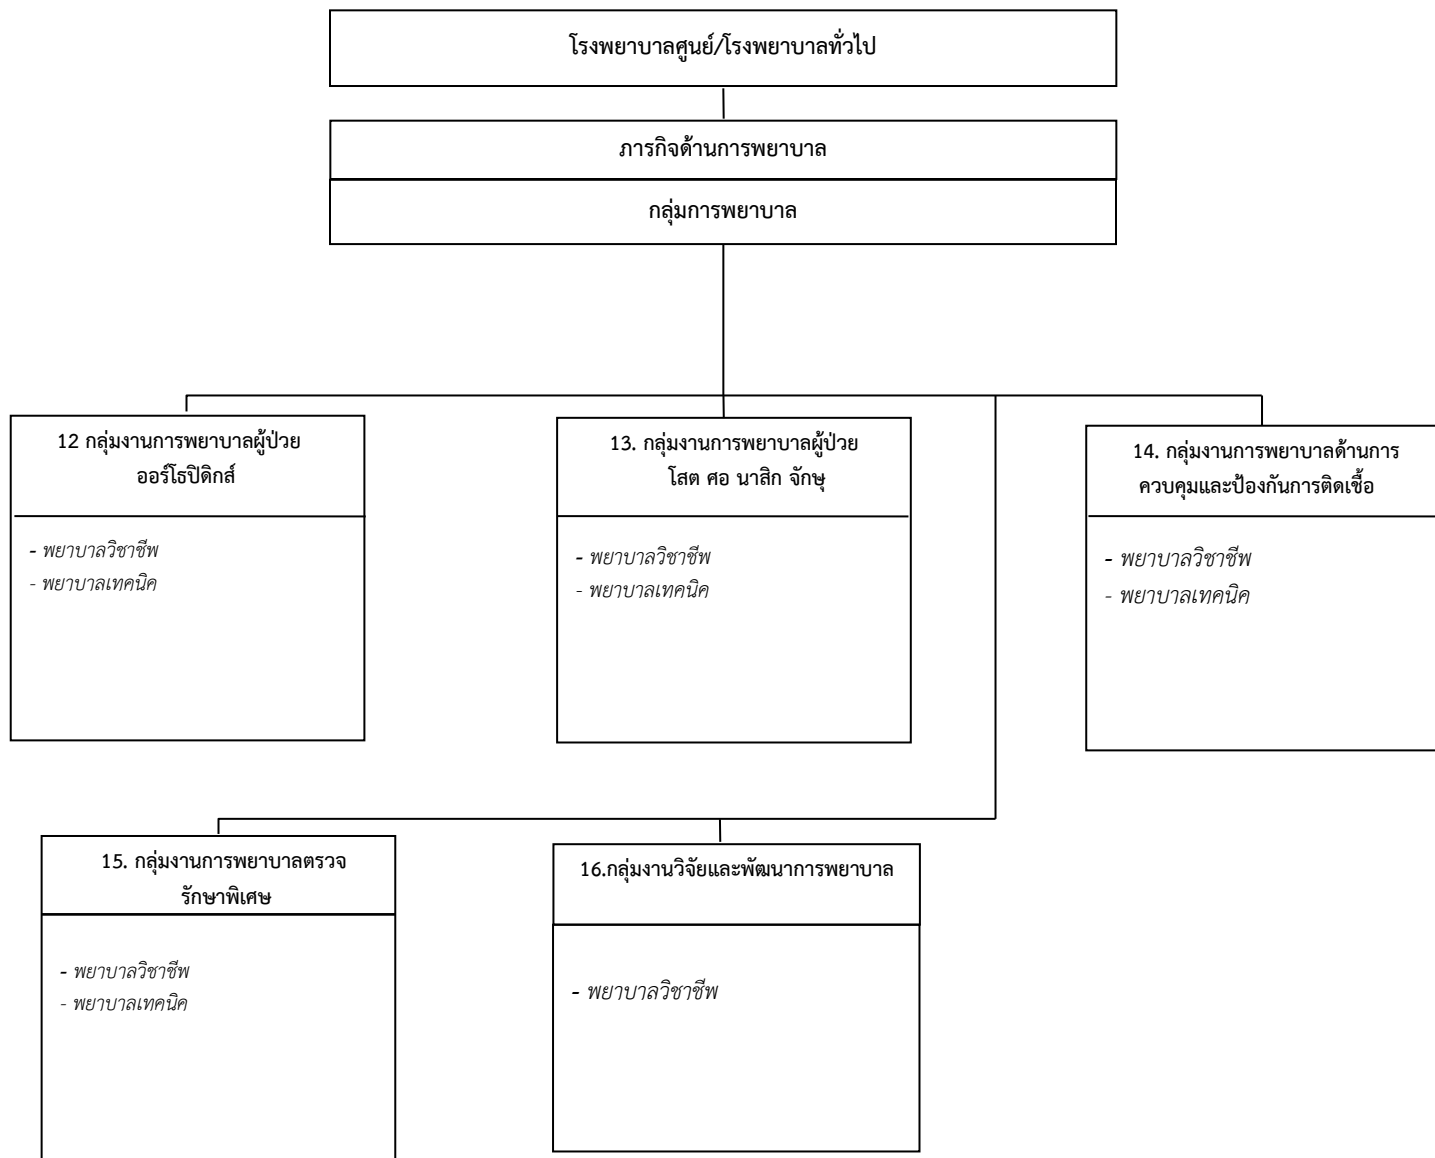 โรงพยาบาลศูนย์/โรงพยาบาลทั่วไป
ภารกิจด้านการพยาบาล
กลุ่มการพยาบาล
12 กลุ่มงานการพยาบาลผู้ป่วย
ออร์โธปิดิกส์
- พยาบาลวิชาชีพ
- พยาบาลเทคนิค
13. กลุ่มงานการพยาบาลผู้ป่วย
โสต ศอ นาสิก จักษุ
- พยาบาลวิชาชีพ
- พยาบาลเทคนิค
14. กลุ่มงานการพยาบาลด้านการ
ควบคุมและป้องกันการติดเชื้อ
- พยาบาลวิชาชีพ
- พยาบาลเทคนิค
15. กลุ่มงานการพยาบาลตรวจ
รักษาพิเศษ
- พยาบาลวิชาชีพ
- พยาบาลเทคนิค
16.กลุ่มงานวิจัยและพัฒนาการพยาบาล
- พยาบาลวิชาชีพ